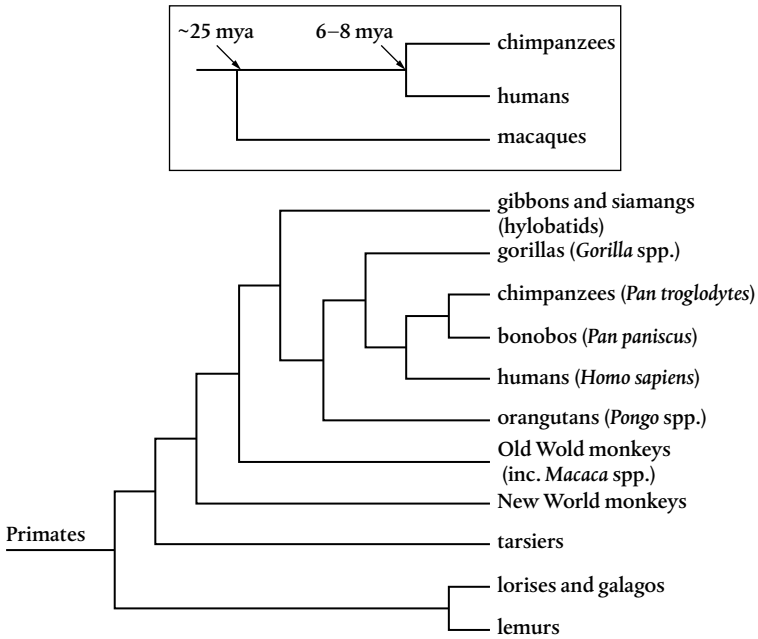 ~25 mya
6–8 mya
chimpanzees
humans
macaques
gibbons and siamangs
(hylobatids)
gorillas (Gorilla spp.)
chimpanzees (Pan troglodytes)
bonobos (Pan paniscus)
humans (Homo sapiens)
orangutans (Pongo spp.)
Old Wold monkeys
(inc. Macaca spp.)
New World monkeys
Primates
tarsiers
lorises and galagos
lemurs